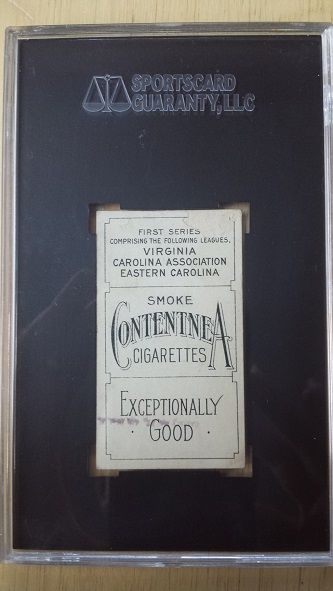 SPORTSCARD
GUARANTY, LLC
FIRST SERIES
COMPRISING THE FOLLOWING LEAGUES,
VIRGINIA
CAROLINA ASSOCIATION
EASTERN CAROLINA
SMOKE
CONTENTNEA
CIGARETTES
EXCEPTIONALLY
· GOOD ·